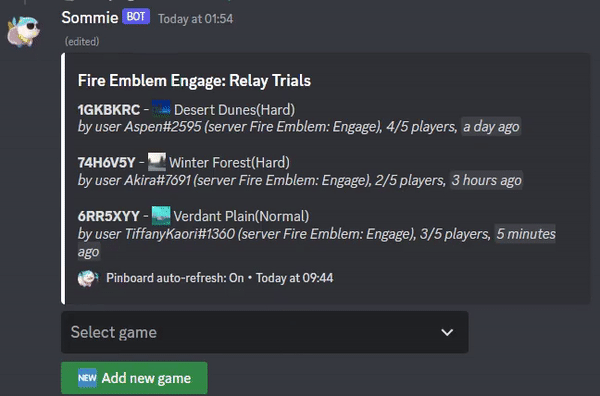 Sommie BOT Today at 01:54
(edited)
Fire Emblem Engage: Relay Trials
1GKBKRC - Desert Dunes(Hard)
by user Aspen#2595 (server Fire Emblem: Engage), 4/5 players, a day ago
74H6V5Y - Winter Forest(Hard)
by user Akira#7691 (server Fire Emblem: Engage), 2/5 players, 3 hours ago
6RR5XYY - Verdant Plain(Normal)
by user TiffanyKaori#1360 (server Fire Emblem: Engage), 3/5 players, 5 minutes
ago
Pinboard auto-refresh: On • Today at 09:44
Select game
NEW Add new game